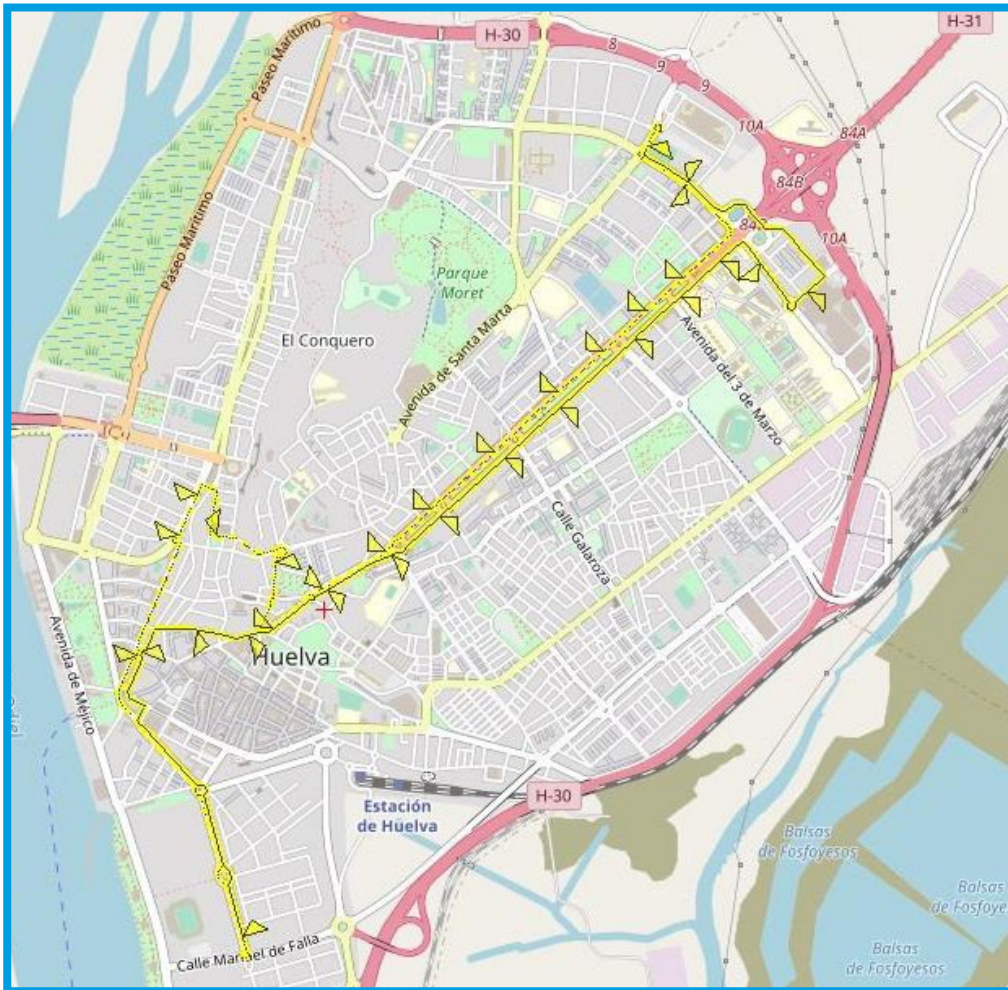 H-31
H-30
8
9
9
10A
84A
84B
10A
Paseo Marítimo
Paseo Marítimo
Parque
Moret
El Conquero
Avenida de Santa Marta
Avenida del 3 de Marzo
Calle Galaroza
Huelva
Avenida de Méjico
Estación
de Huelva
H-30
Balsas
de Fosfoyesos
Balsas
de Fosfoye
Balsas
de Fosfoyesos
Calle Manuel de Falla